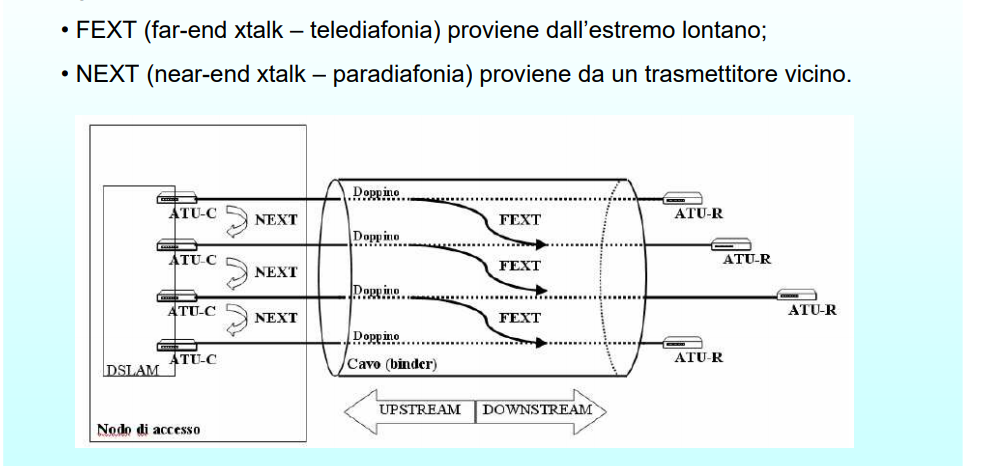 • FEXT (far-end xtalk – telediafonia) proviene dall'estremo lontano;
• NEXT (near-end xtalk – paradiafonia) proviene da un trasmettitore vicino.
Doppino
ATU-C
NEXT
FEXT
ATU-R
Doppino
ATU-C
NEXT
FEXT
ATU-R
Doppino
ATU-C
NEXT
FEXT
ATU-R
Doppino
ATU-C
ATU-R
DSLAM
Cavo (binder)
UPSTREAM
DOWNSTREAM
Nodo di accesso